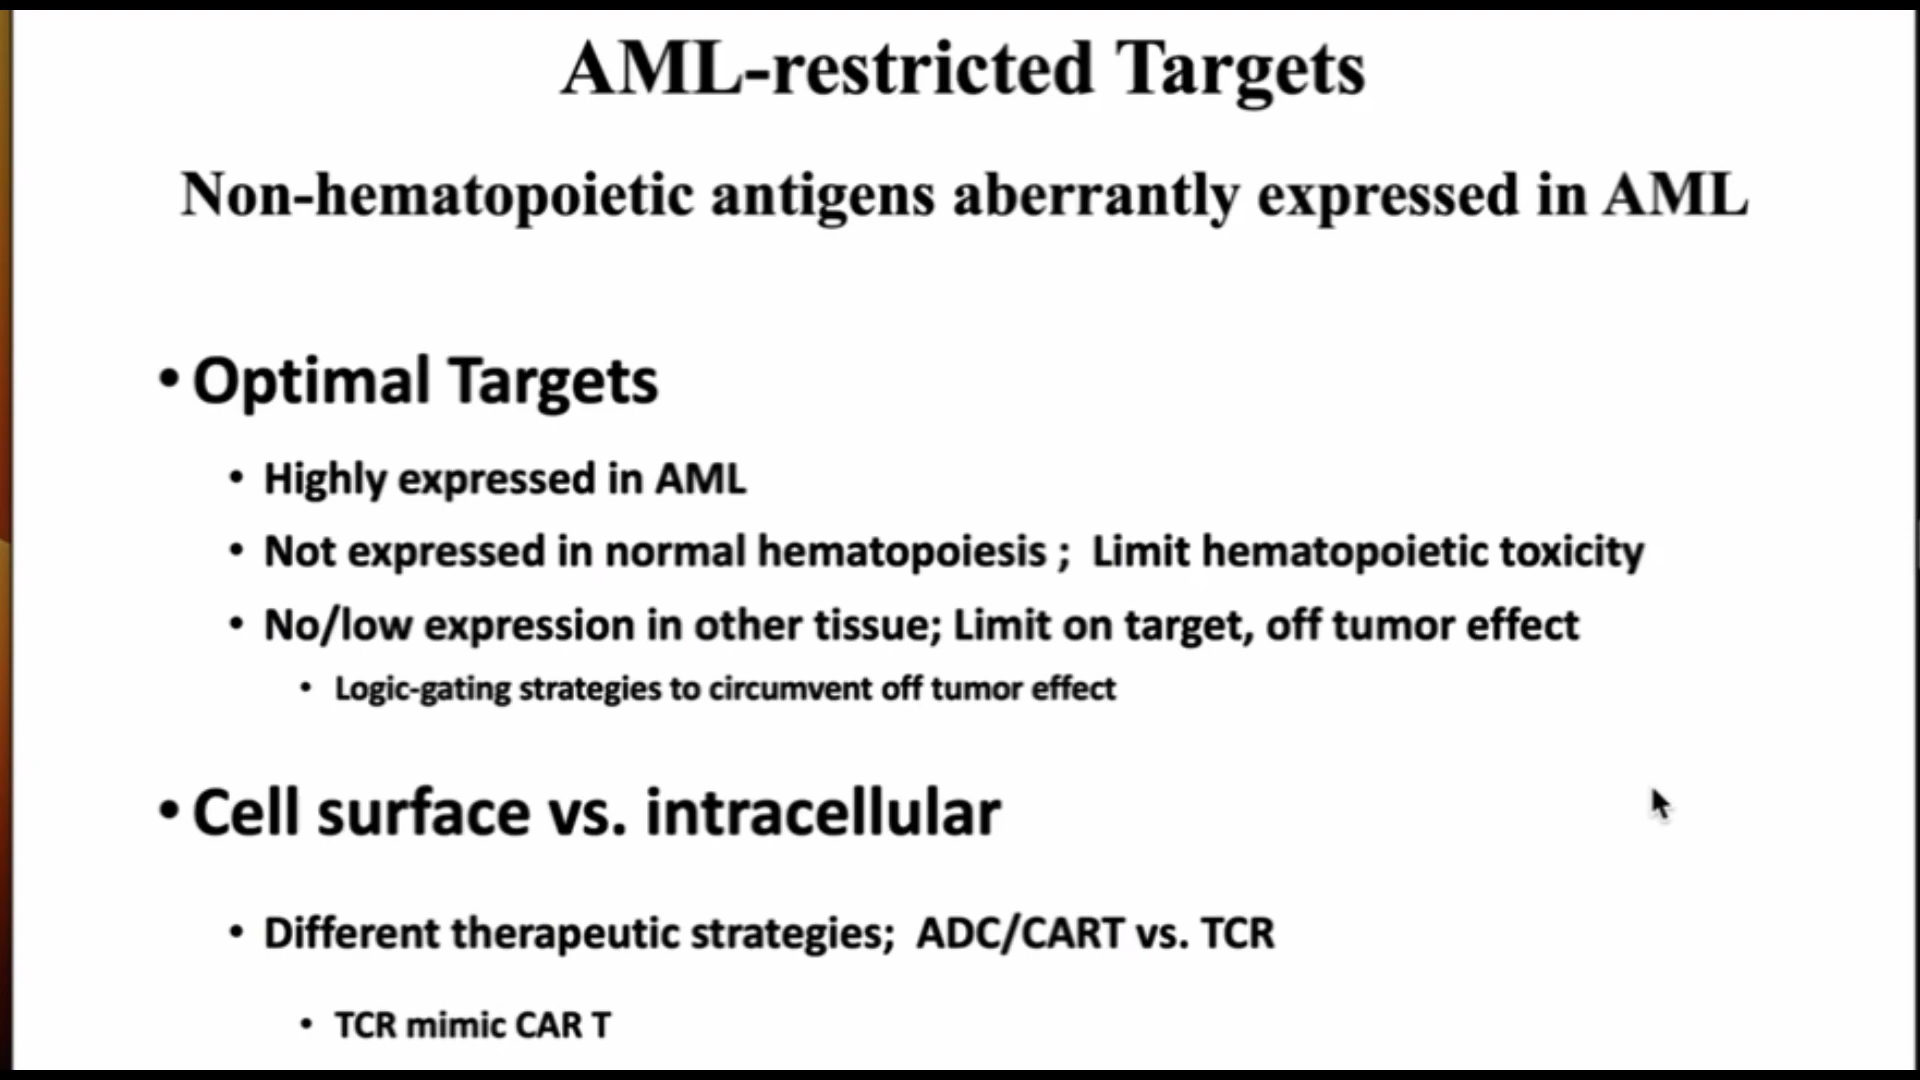 AML-restricted Targets
Non-hematopoietic antigens aberrantly expressed in AML
• Optimal Targets
• Highly expressed in AML
• Not expressed in normal hematopoiesis ; Limit hematopoietic toxicity
• No/low expression in other tissue; Limit on target, off tumor effect
• Logic-gating strategies to circumvent off tumor effect
• Cell surface vs. intracellular
• Different therapeutic strategies; ADC/CART vs. TCR
• TCR mimic CAR T